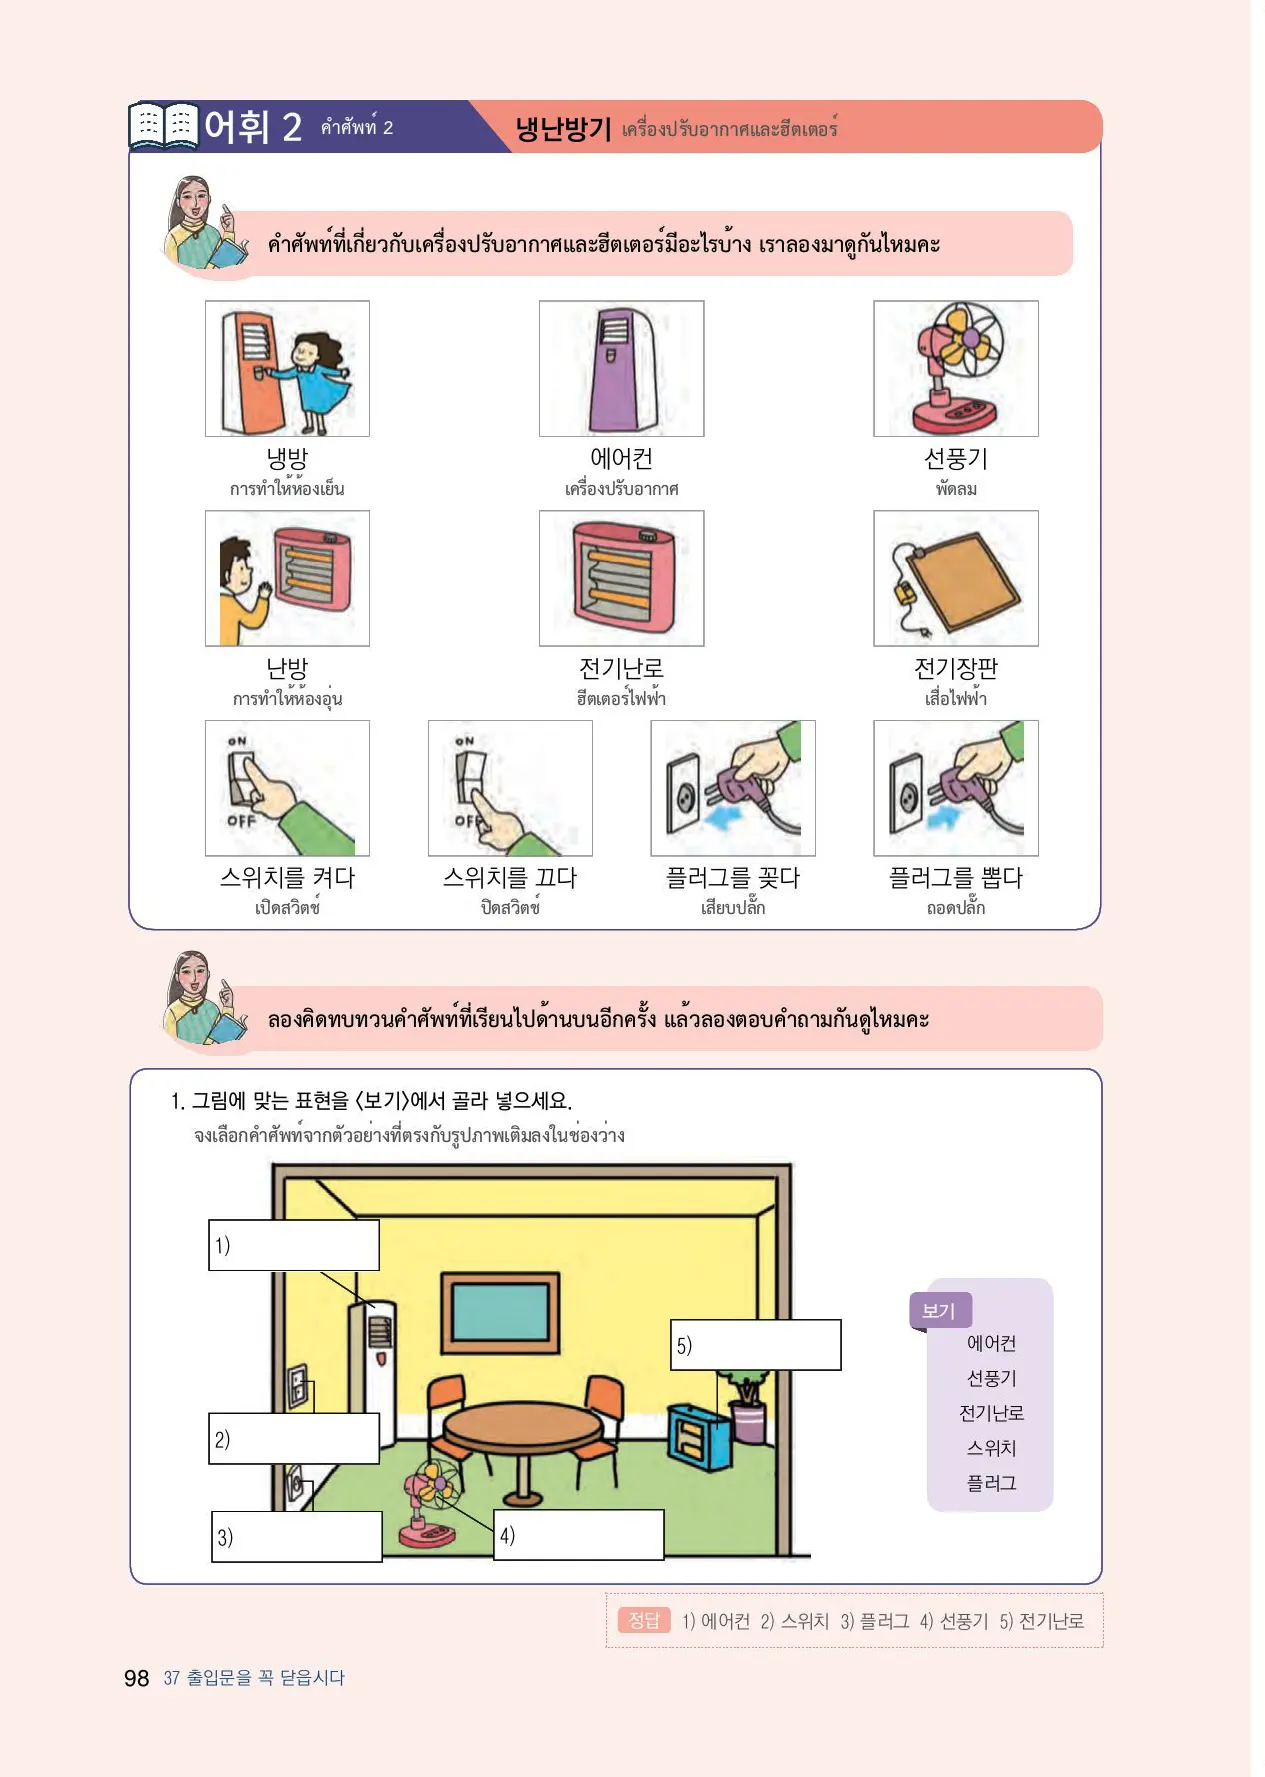 어휘 2 คำศัพท์ 2 냉난방기 เครื่องปรับอากาศและฮีตเตอร์
คำศัพท์ที่เกี่ยวกับเครื่องปรับอากาศและฮีตเตอร์มีอะไรบ้าง เราลองมาดูกันไหมคะ
냉방 에어컨 선풍기
การทำให้ห้องเย็น เครื่องปรับอากาศ พัดลม
난방 전기난로 전기장판
การทำให้ห้องอุ่น ฮีตเตอร์ไฟฟ้า เสื่อไฟฟ้า
ON ON
OFF OFF
스위치를 켜다 스위치를 끄다 플러그를 꽂다 플러그를 뽑다
เปิดสวิตช์ ปิดสวิตช์ เสียบปลั๊ก ถอดปลั๊ก
ลองคิดทบทวนคำศัพท์ที่เรียนไปด้านบนอีกครั้ง แล้วลองตอบคำถามกันดูไหมคะ
1. 그림에 맞는 표현을 <보기>에서 골라 넣으세요.
จงเลือกคำศัพท์จากตัวอย่างที่ตรงกับรูปภาพเติมลงในช่องว่าง
1)
2)
3)
4)
5)
보기
에어컨
선풍기
전기난로
스위치
플러그
정답 1) 에어컨 2) 스위치 3) 플러그 4) 선풍기 5) 전기난로
98 37 출입문을 꼭 닫읍시다